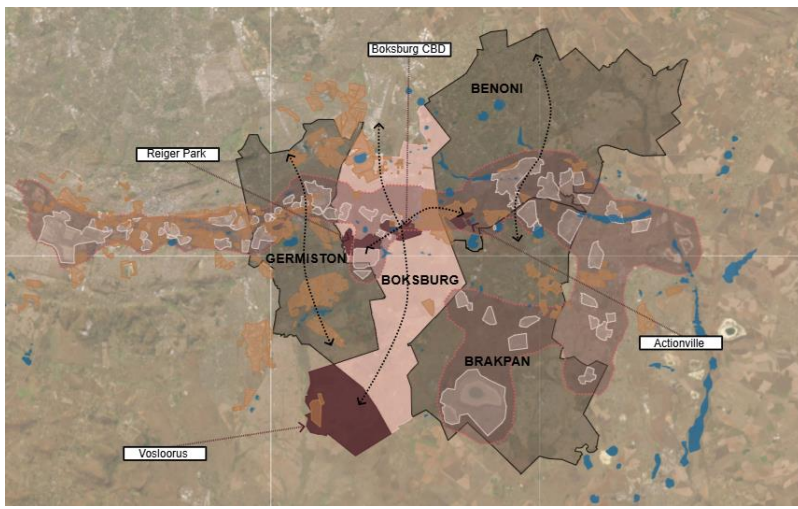 Boksburg CBD
BENONI
Reiger Park
GERMISTON
BOKSBURG
Actionville
BRAKPAN
Vosloorus